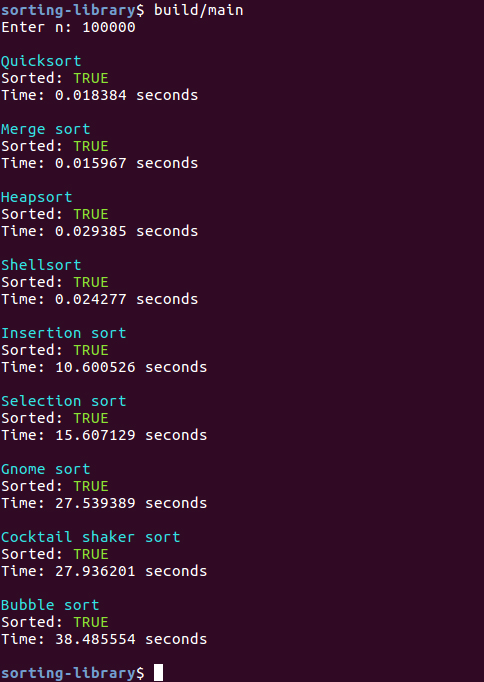 sorting-library$ build/main
Enter n: 100000
Quicksort
Sorted: TRUE
Time: 0.018384 seconds
Merge sort
Sorted: TRUE
Time: 0.015967 seconds
Heapsort
Sorted: TRUE
Time: 0.029385 seconds
Shellsort
Sorted: TRUE
Time: 0.024277 seconds
Insertion sort
Sorted: TRUE
Time: 10.600526 seconds
Selection sort
Sorted: TRUE
Time: 15.607129 seconds
Gnome sort
Sorted: TRUE
Time: 27.539389 seconds
Cocktail shaker sort
Sorted: TRUE
Time: 27.936201 seconds
Bubble sort
Sorted: TRUE
Time: 38.485554 seconds
sorting-library$